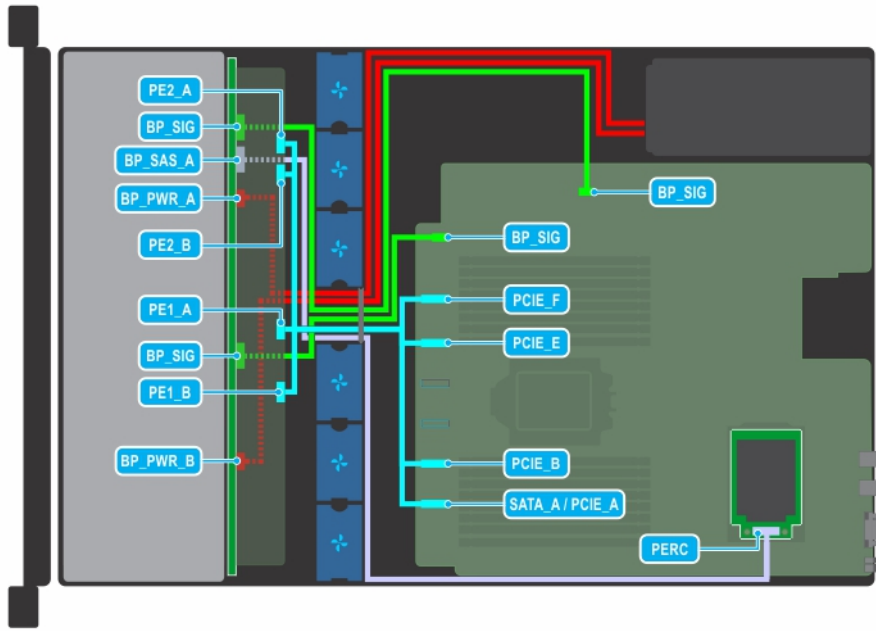 PE2_A
BP_SIG
BP_SAS_A
BP_PWR_A
PE2_B
PE1_A
BP_SIG
PE1_B
BP_PWR_B
BP_SIG
BP_SIG
PCIE_F
PCIE_E
PCIE_B
SATA_A / PCIE_A
PERC